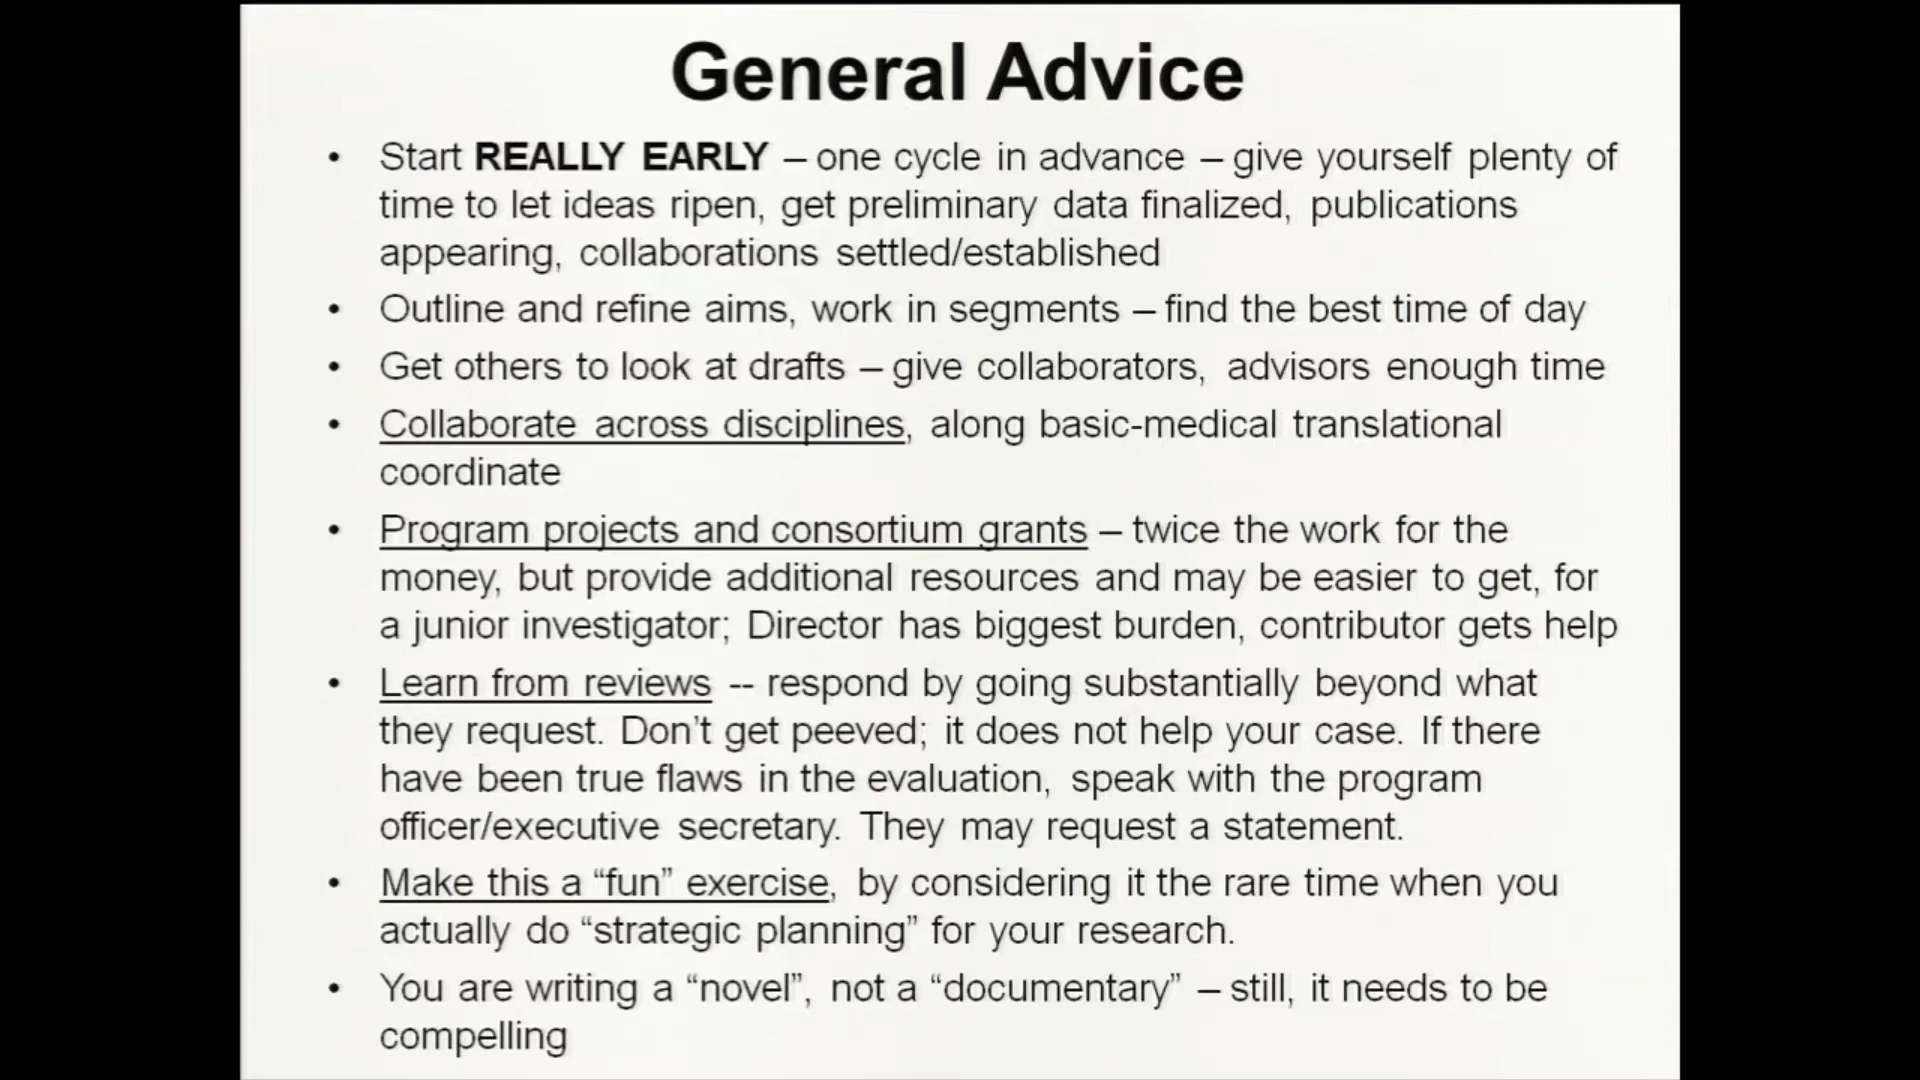 General Advice
• Start REALLY EARLY – one cycle in advance – give yourself plenty of
time to let ideas ripen, get preliminary data finalized, publications
appearing, collaborations settled/established
• Outline and refine aims, work in segments – find the best time of day
• Get others to look at drafts – give collaborators, advisors enough time
• Collaborate across disciplines, along basic-medical translational
coordinate
• Program projects and consortium grants – twice the work for the
money, but provide additional resources and may be easier to get, for
a junior investigator; Director has biggest burden, contributor gets help
• Learn from reviews -- respond by going substantially beyond what
they request. Don’t get peeved; it does not help your case. If there
have been true flaws in the evaluation, speak with the program
officer/executive secretary. They may request a statement.
• Make this a “fun” exercise, by considering it the rare time when you
actually do “strategic planning” for your research.
• You are writing a “novel”, not a “documentary” – still, it needs to be
compelling